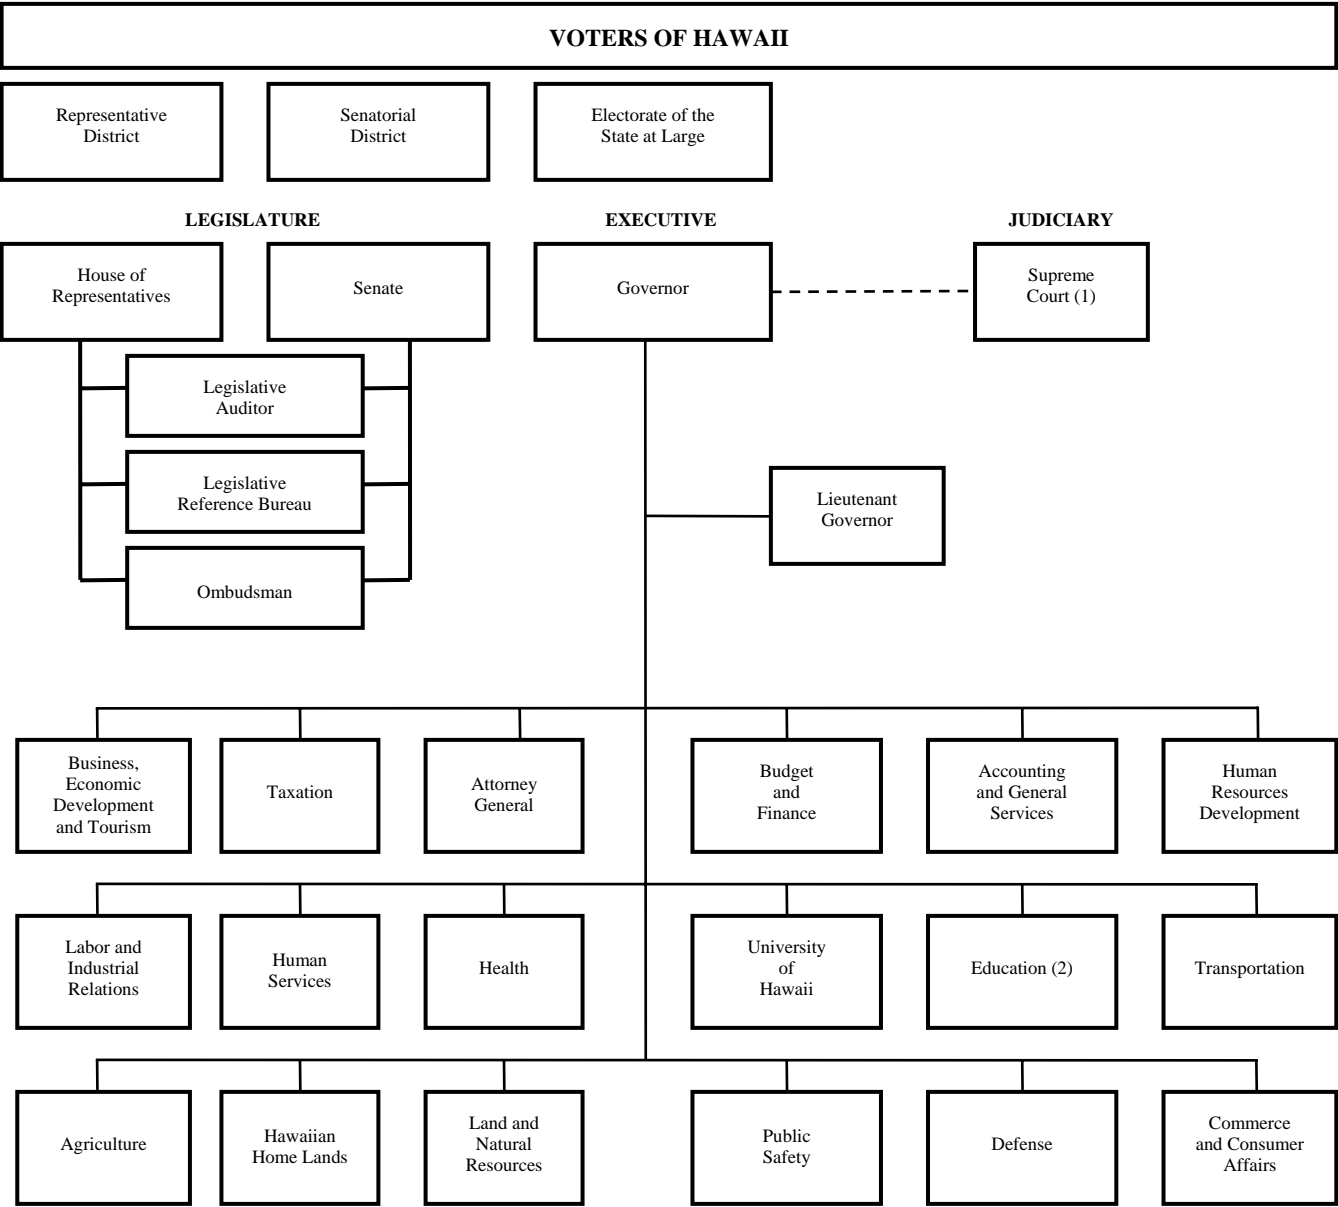 VOTERS OF HAWAII
Representative
District
Senatorial
District
Electorate of the
State at Large
LEGISLATURE
EXECUTIVE
JUDICIARY
House of
Representatives
Senate
Governor
Supreme
Court (1)
Legislative
Auditor
Legislative
Reference Bureau
Ombudsman
Lieutenant
Governor
Business,
Economic
Development
and Tourism
Taxation
Attorney
General
Budget
and
Finance
Accounting
and General
Services
Human
Resources
Development
Labor and
Industrial
Relations
Human
Services
Health
University
of
Hawaii
Education (2)
Transportation
Agriculture
Hawaiian
Home Lands
Land and
Natural
Resources
Public
Safety
Defense
Commerce
and Consumer
Affairs